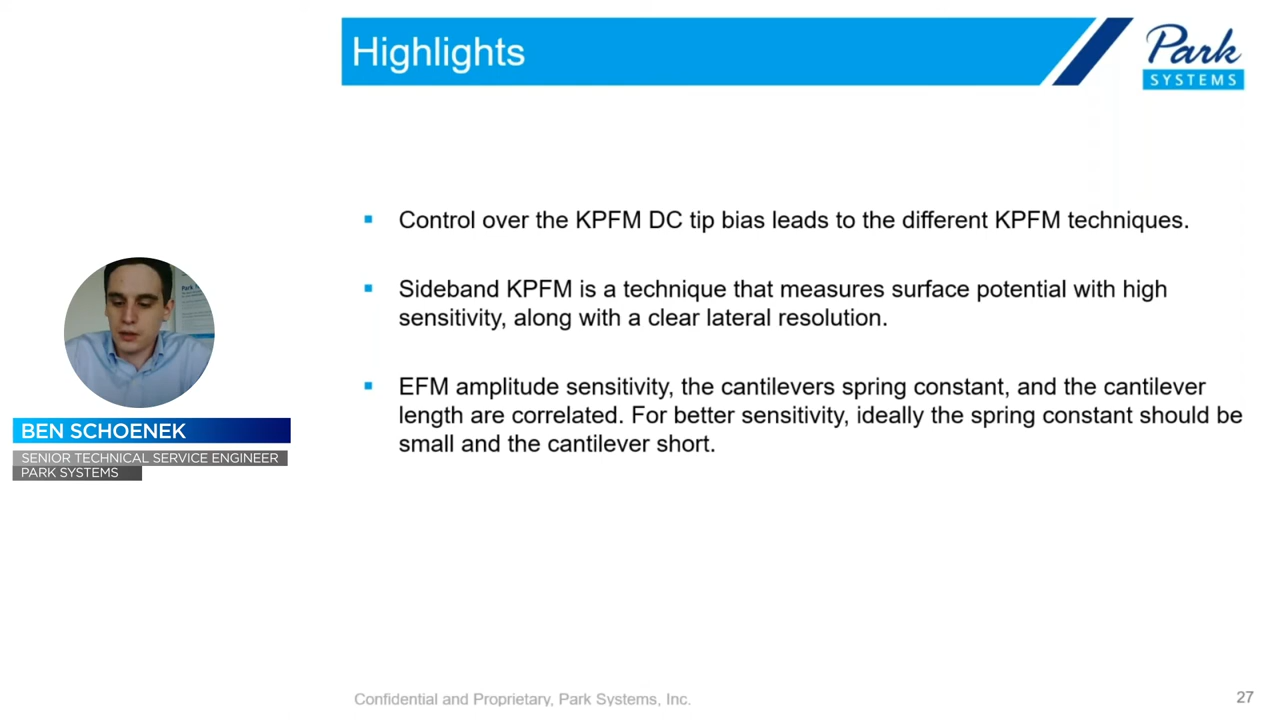 Highlights
Park
SYSTEMS
Control over the KPFM DC tip bias leads to the different KPFM techniques.
Sideband KPFM is a technique that measures surface potential with high
sensitivity, along with a clear lateral resolution.
EFM amplitude sensitivity, the cantilevers spring constant, and the cantilever
length are correlated. For better sensitivity, ideally the spring constant should be
small and the cantilever short.
BEN SCHOENEK
SENIOR TECHNICAL SERVICE ENGINEER
PARK SYSTEMS
Park
Confidential and Proprietary, Park Systems, Inc.
27